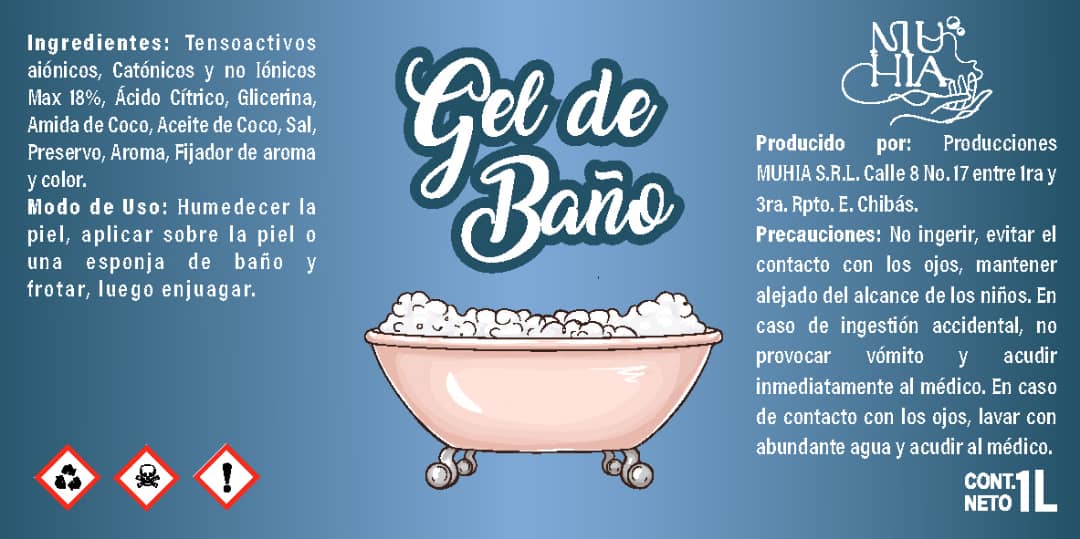 Ingredientes: Tensoactivos
aiónicos, Catónicos y no Iónicos
Max 18%, Ácido Cítrico, Glicerina,
Amida de Coco, Aceite de Coco, Sal,
Preservo, Aroma, Fijador de aroma
y color.
Modo de Uso: Humedecer la
piel, aplicar sobre la piel o
una esponja de baño y
frotar, luego enjuagar.
Gel de
Baño
MU
HIA
Producido por: Producciones
MUHIA S.R.L. Calle 8 No. 17 entre 1ra y
3ra. Rpto. E. Chibás.
Precauciones: No ingerir, evitar el
contacto con los ojos, mantener
alejado del alcance de los niños. En
caso de ingestión accidental, no
provocar vómito y acudir
inmediatamente al médico. En caso
de contacto con los ojos, lavar con
abundante agua y acudir al médico.
CONT.
NETO 1L